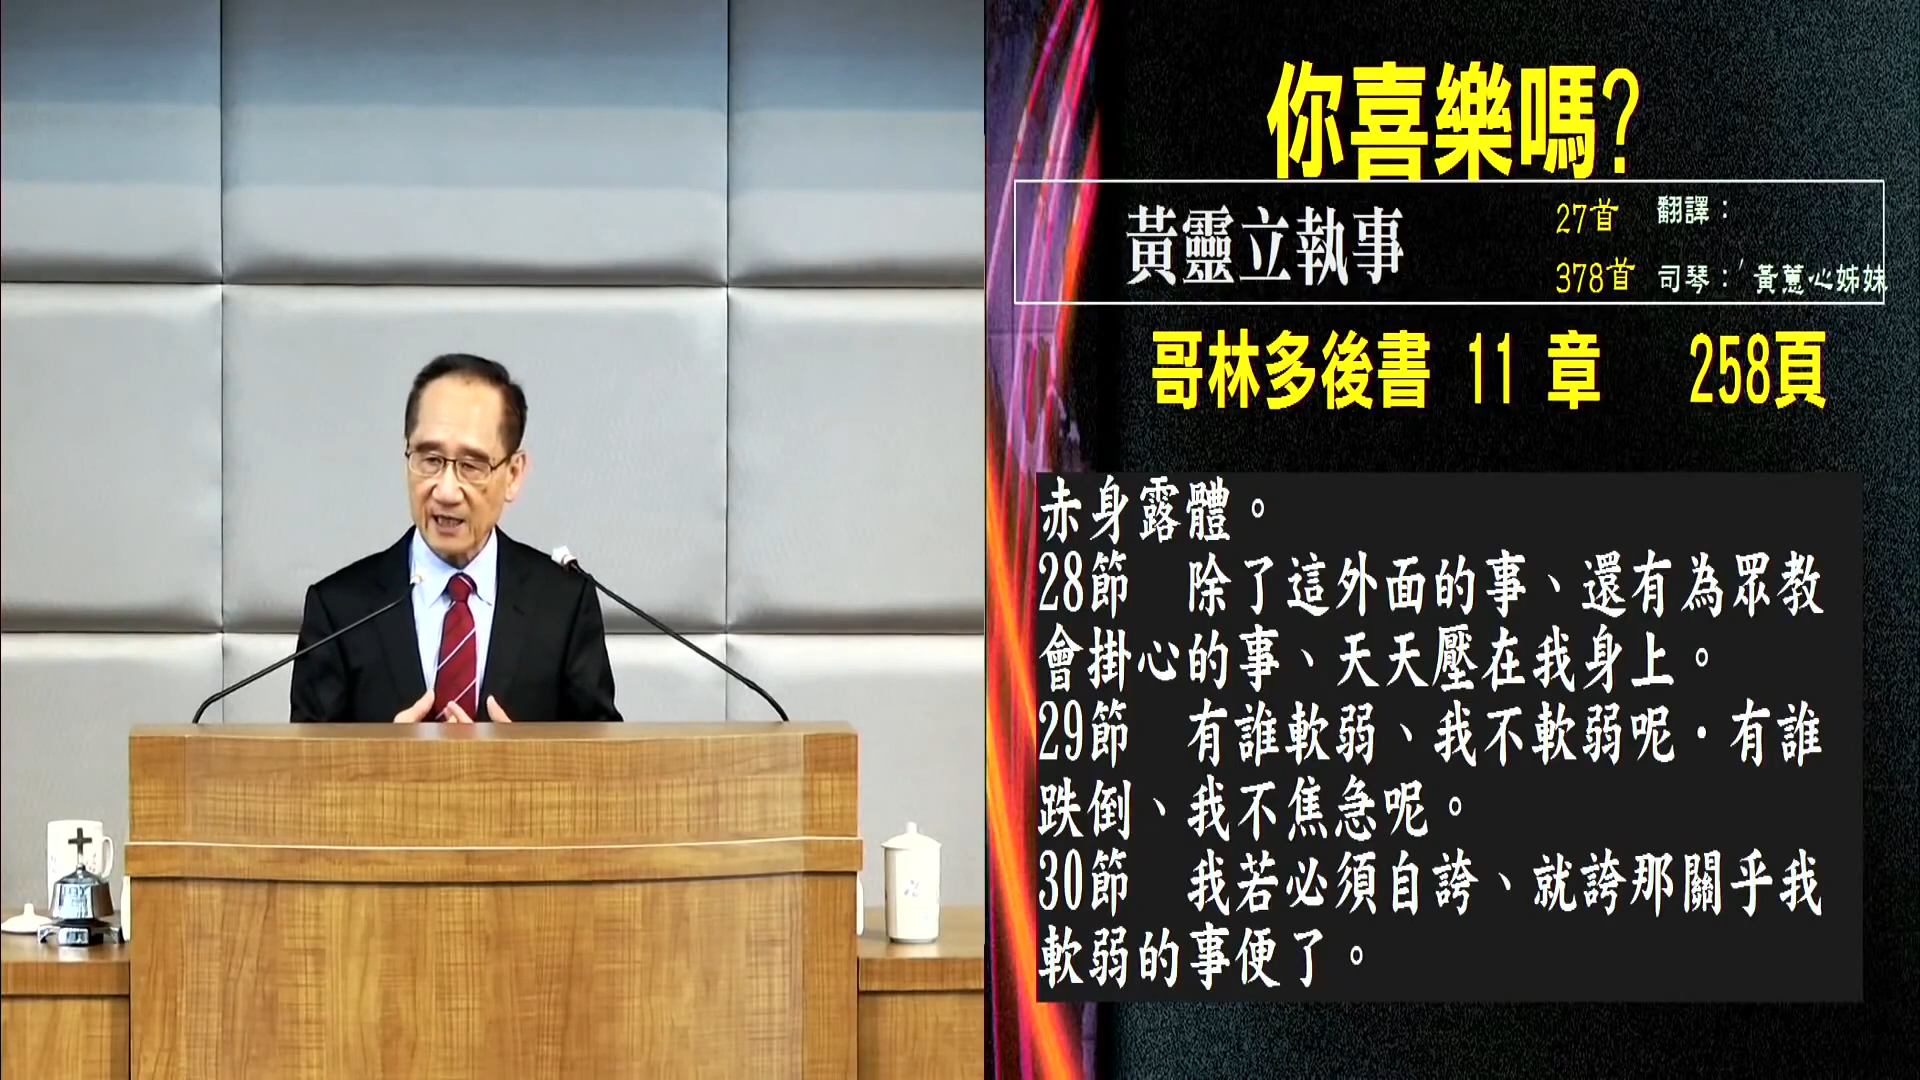 你喜樂嗎?
黃靈立執事
27首 翻譯：
378首 司琴：'黃蕙心姊妹
哥林多後書 11 章 258頁
赤身露體。
28節 除了這外面的事、還有為眾教
會掛心的事、天天壓在我身上。
29節 有誰軟弱、我不軟弱呢．有誰
跌倒、我不焦急呢。
30節 我若必須自誇、就誇那關乎我
軟弱的事便了。